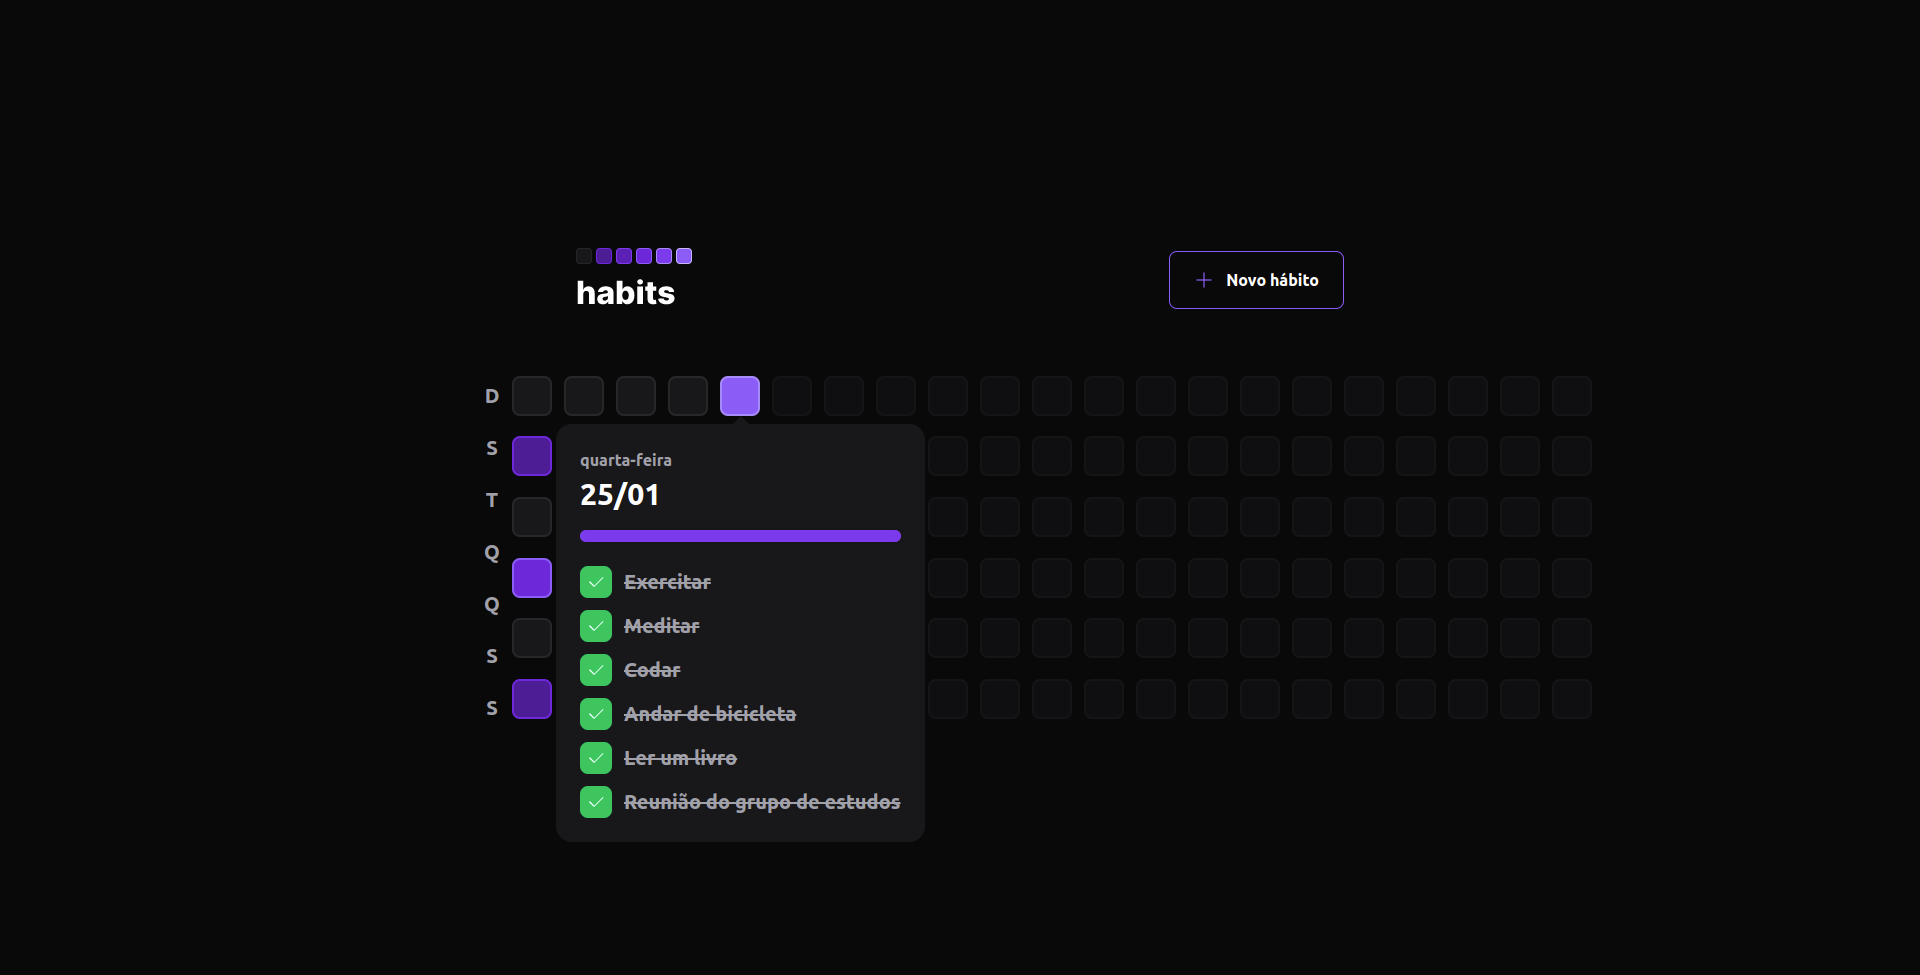 habits
Novo hábito
D
S
T
Q
Q
S
S
quarta-feira
25/01
Exercitar
Meditar
Codar
Andar de bicicleta
Ler um livro
Reunião do grupo de estudos